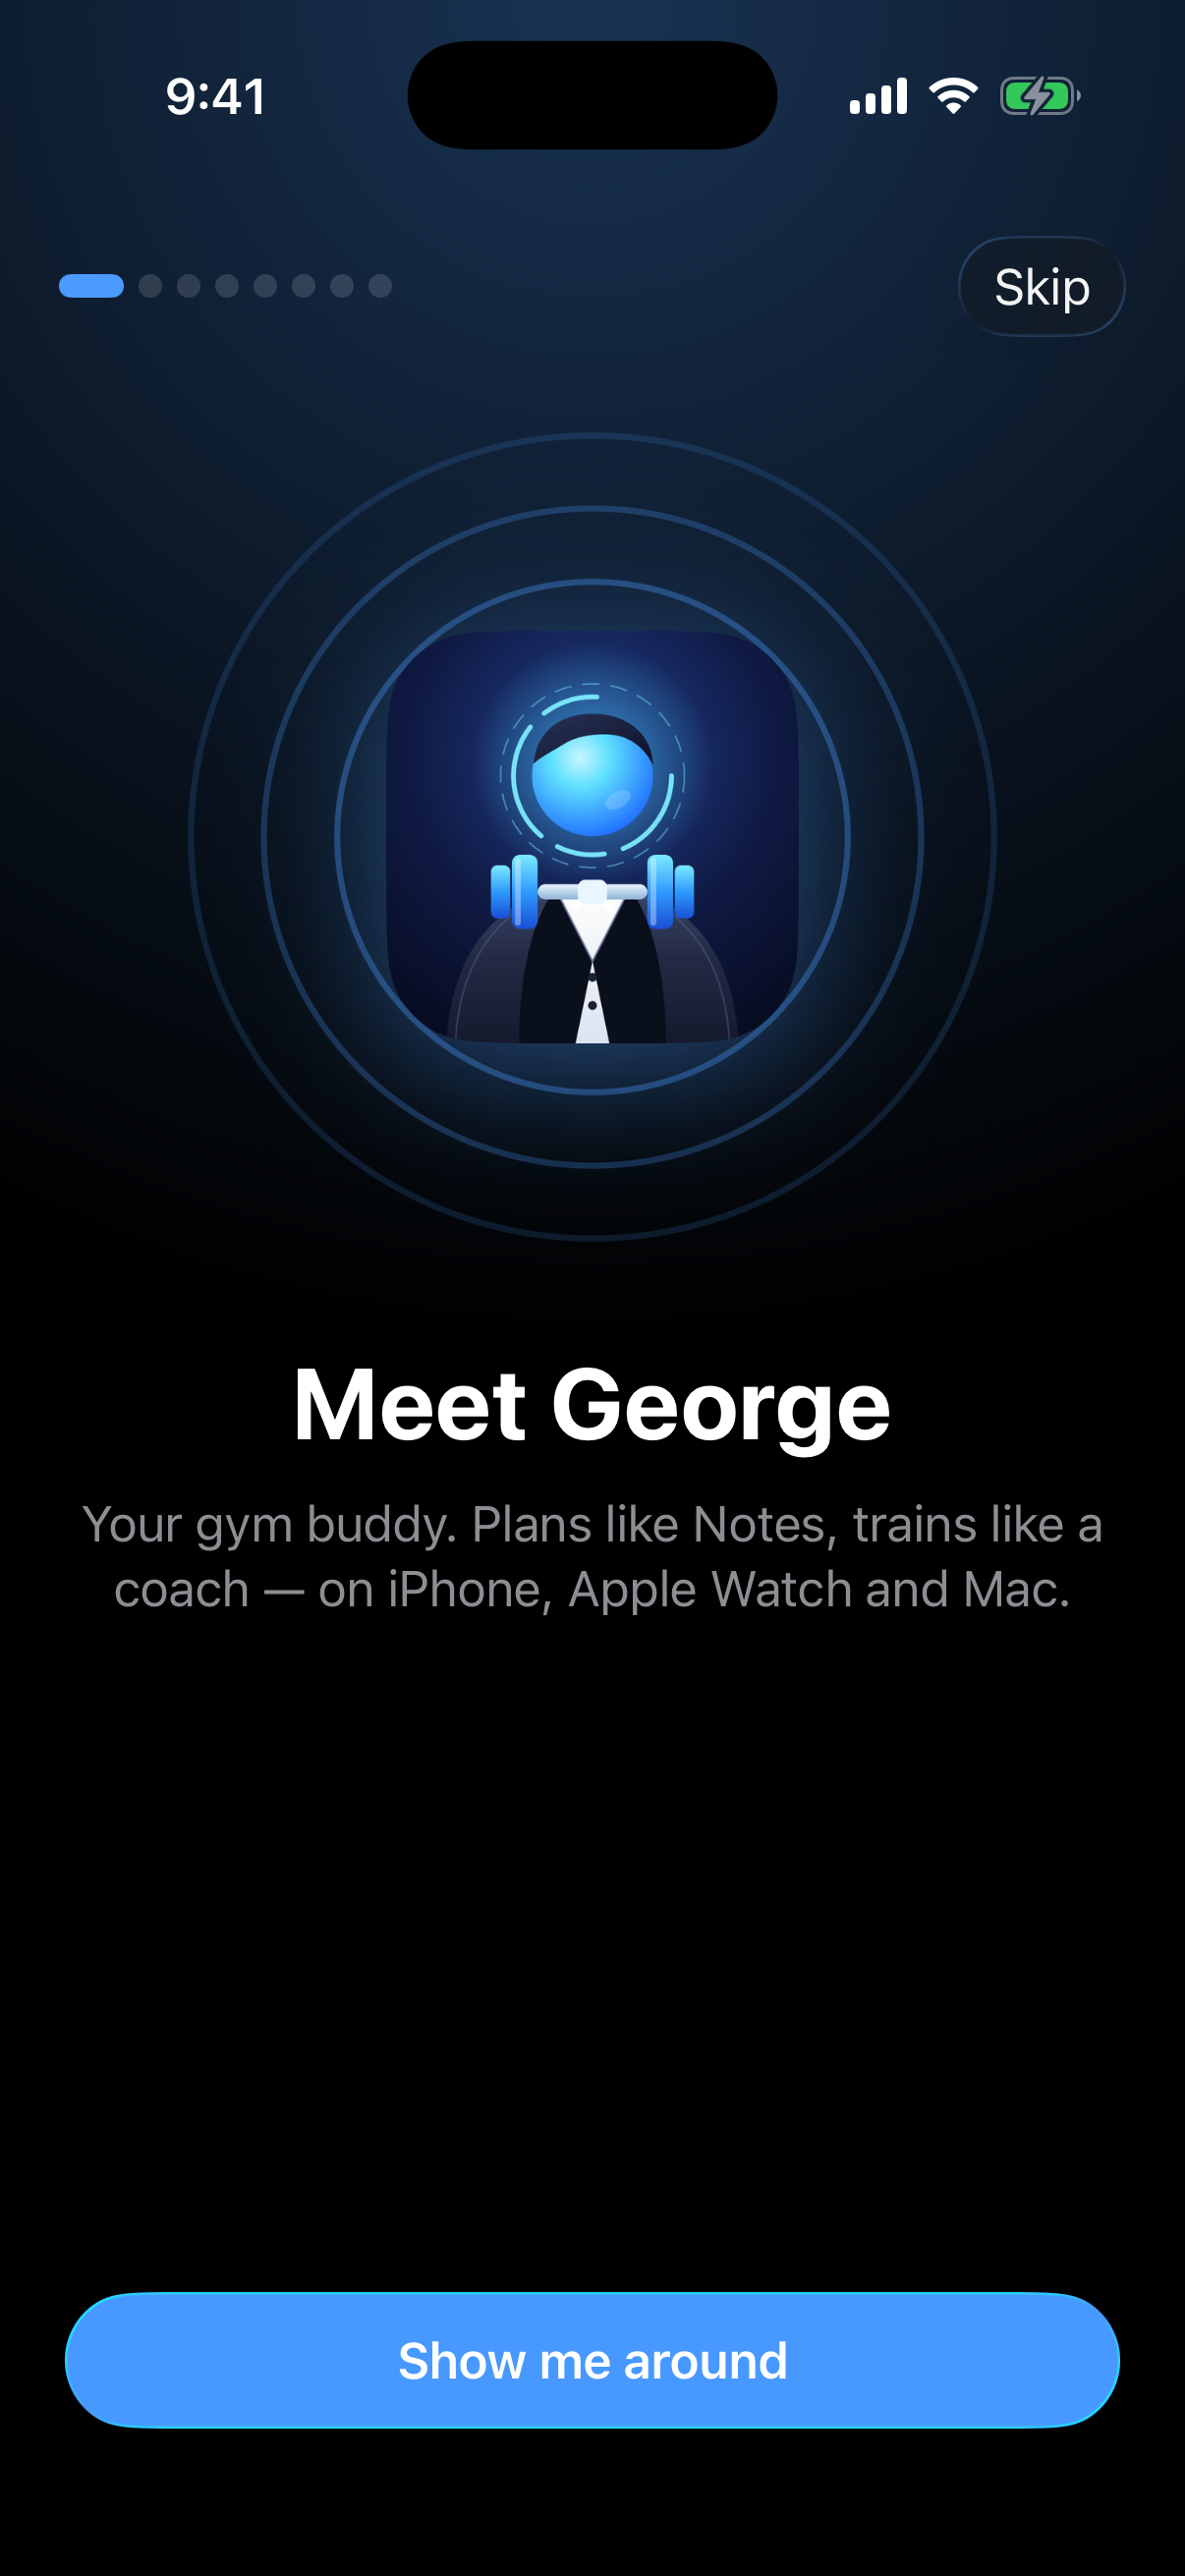 9:41
Skip
Meet George
Your gym buddy. Plans like Notes, trains like a
coach — on iPhone, Apple Watch and Mac.
Show me around